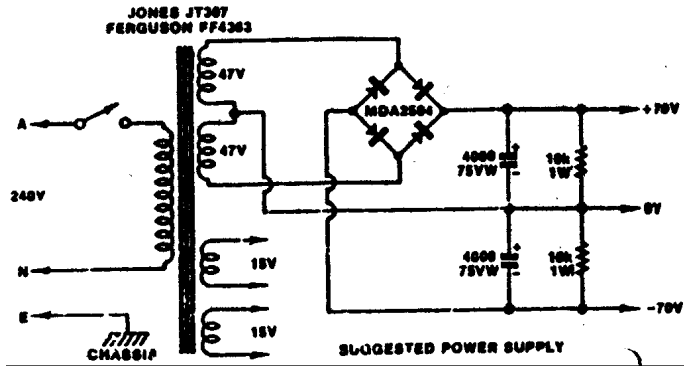 JONES JT367
FERGUSON PF4363
47V
MDA2504
+70V
A
47V
4000
75VW
10k
1W
240V
0V
15V
4000
75VW
10k
1W
N
E
15V
-70V
CHASSIS
SUGGESTED POWER SUPPLY